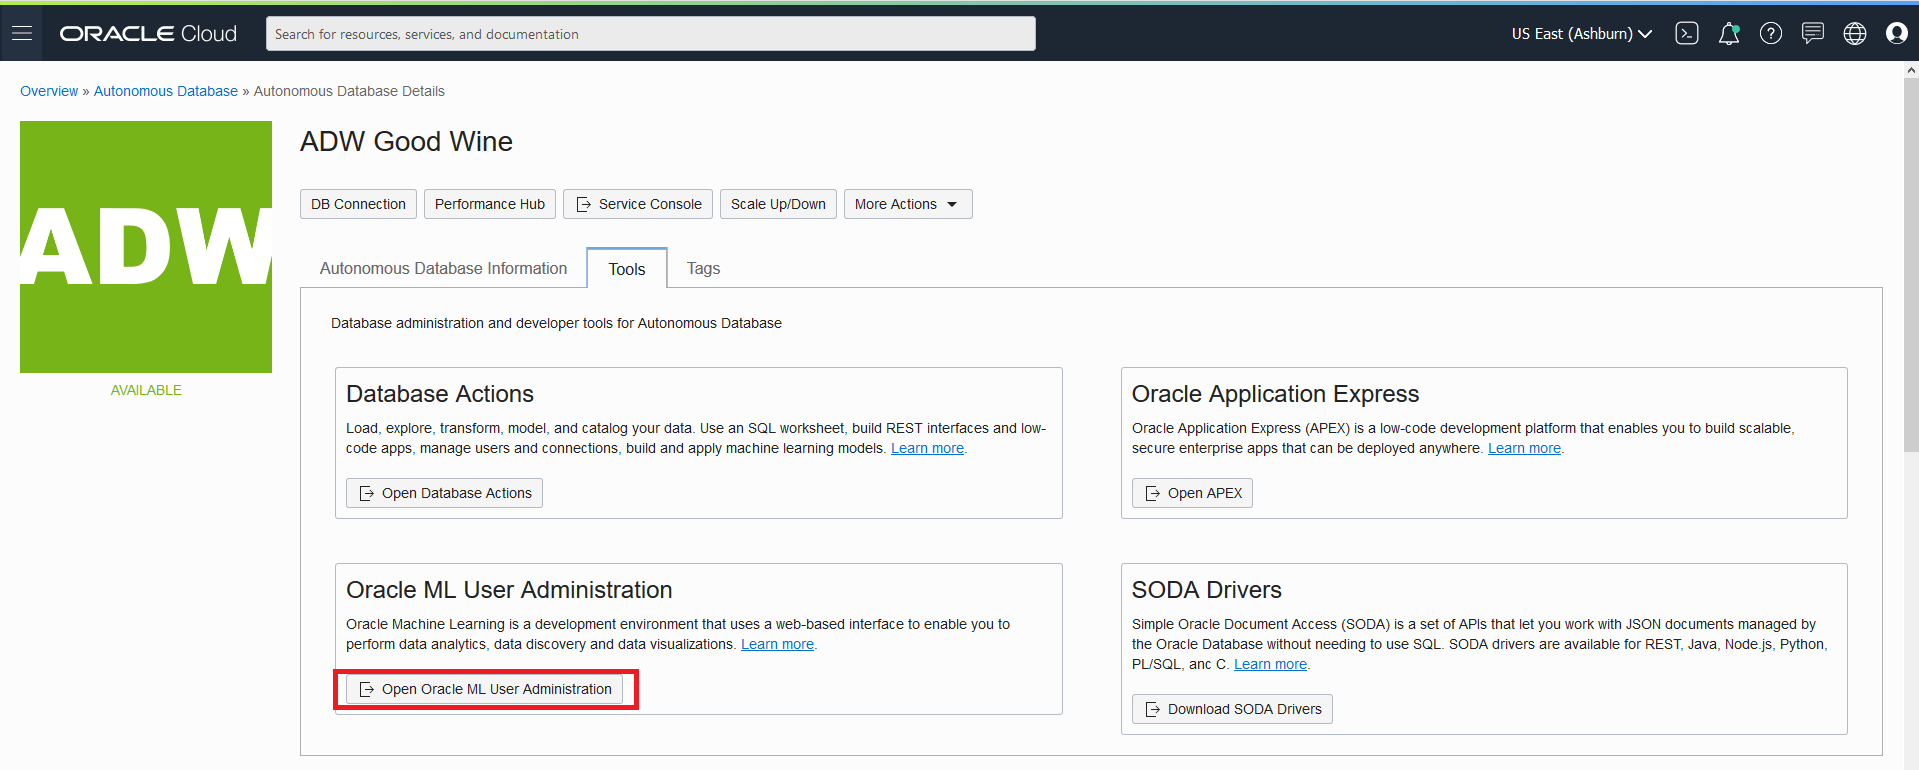 ORACLE Cloud
Search for resources, services, and documentation
US East (Ashburn)
Overview » Autonomous Database » Autonomous Database Details
ADW
AVAILABLE
ADW Good Wine
DB Connection
Performance Hub
Service Console
Scale Up/Down
More Actions
Autonomous Database Information
Tools
Tags
Database administration and developer tools for Autonomous Database
Database Actions
Load, explore, transform, model, and catalog your data. Use an SQL worksheet, build REST interfaces and low-
code apps, manage users and connections, build and apply machine learning models. Learn more.
Open Database Actions
Oracle Application Express
Oracle Application Express (APEX) is a low-code development platform that enables you to build scalable,
secure enterprise apps that can be deployed anywhere. Learn more.
Open APEX
Oracle ML User Administration
Oracle Machine Learning is a development environment that uses a web-based interface to enable you to
perform data analytics, data discovery and data visualizations. Learn more.
Open Oracle ML User Administration
SODA Drivers
Simple Oracle Document Access (SODA) is a set of APIs that let you work with JSON documents managed by
the Oracle Database without needing to use SQL. SODA drivers are available for REST, Java, Node.js, Python,
PL/SQL, anc C. Learn more.
Download SODA Drivers